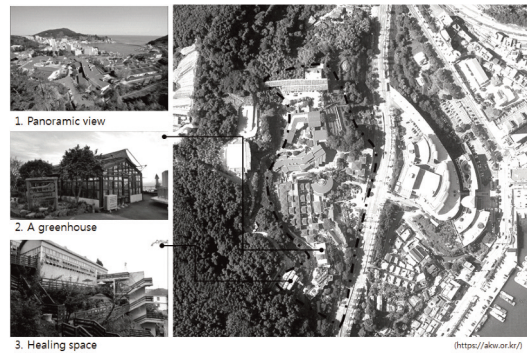 1. Panoramic view
2. A greenhouse
3. Healing space
(https://akw.or.kr/)